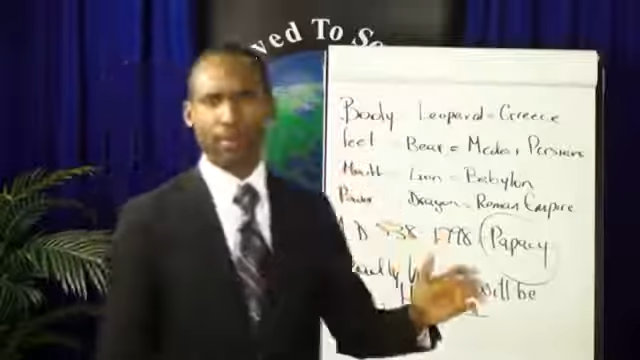 ved To Se
Body Leopard = Greece
feet = Bear = Medes + Persians
Mouth Lion = Babylon
Power Dragon = Roman Empire
A D 538 - 1798 (Papacy
will be